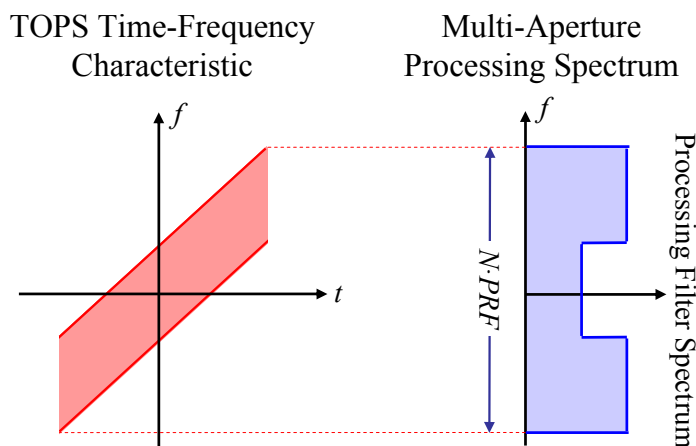 TOPS Time-Frequency
Characteristic
Multi-Aperture
Processing Spectrum
f
t
f
N·PRF
Processing Filter Spectrum